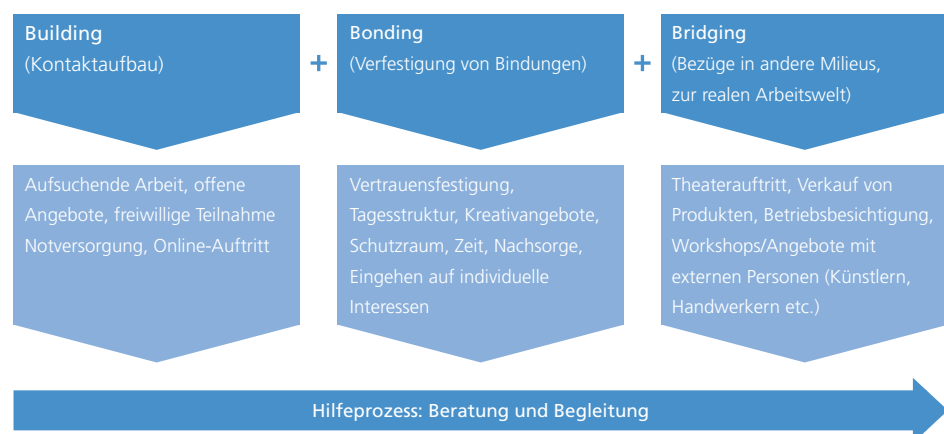 Building
(Kontaktaufbau)
+
Bonding
(Verfestigung von Bindungen)
+
Bridging
(Bezüge in andere Milieus,
zur realen Arbeitswelt)
Aufsuchende Arbeit, offene
Angebote, freiwillige Teilnahme
Notversorgung, Online-Auftritt
Vertrauensfestigung,
Tagesstruktur, Kreativangebote,
Schutzraum, Zeit, Nachsorge,
Eingehen auf individuelle
Interessen
Theaterauftritt, Verkauf von
Produkten, Betriebsbesichtigung,
Workshops/Angebote mit
externen Personen (Künstlern,
Handwerkern etc.)
Hilfeprozess: Beratung und Begleitung